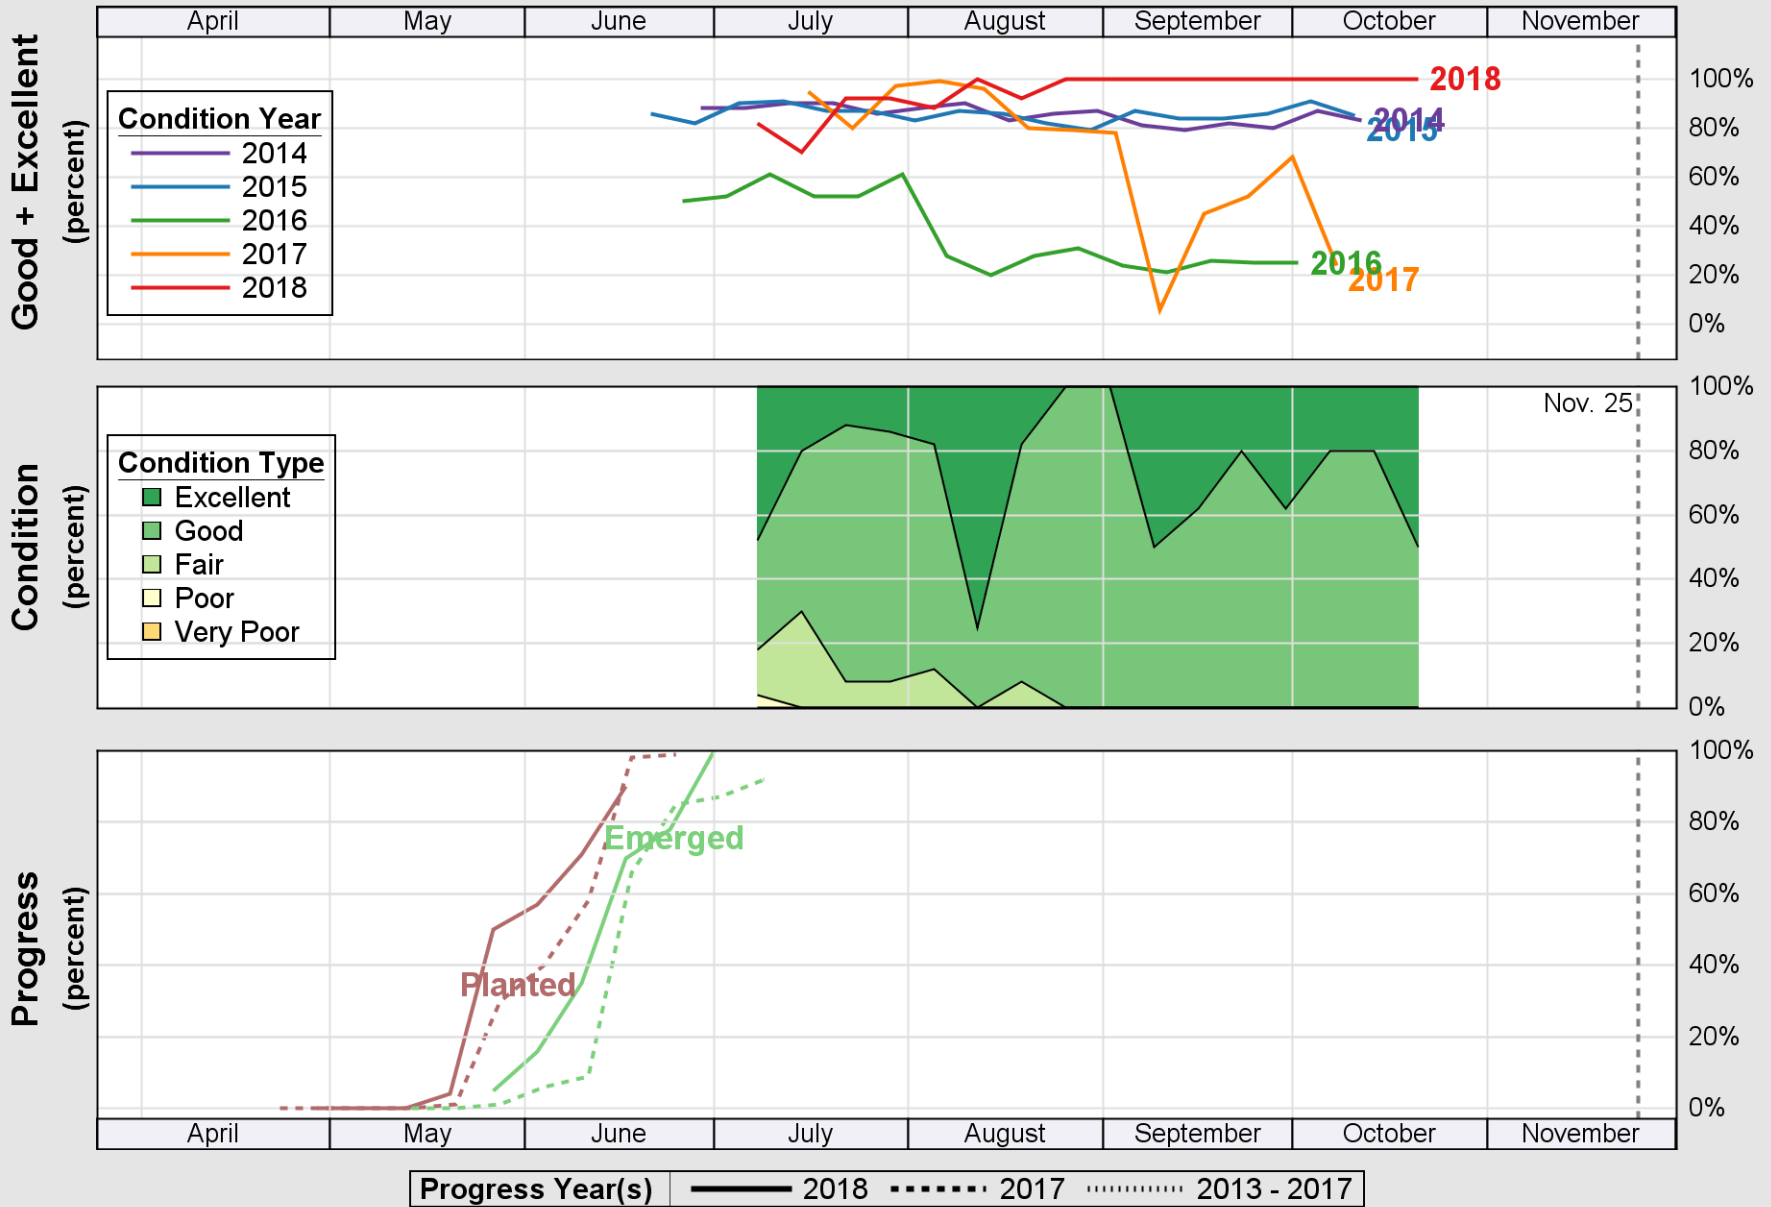 April May June July August September October November
Good + Excellent
(percent)
Condition Year
2014
2015
2016
2017
2018
2018
2014
2015
2016
2017
100%
80%
60%
40%
20%
0%
Condition
(percent)
Condition Type
Excellent
Good
Fair
Poor
Very Poor
Nov. 25
100%
80%
60%
40%
20%
0%
Progress
(percent)
Emerged
Planted
100%
80%
60%
40%
20%
0%
April May June July August September October November
Progress Year(s) 2018 2017 2013 - 2017